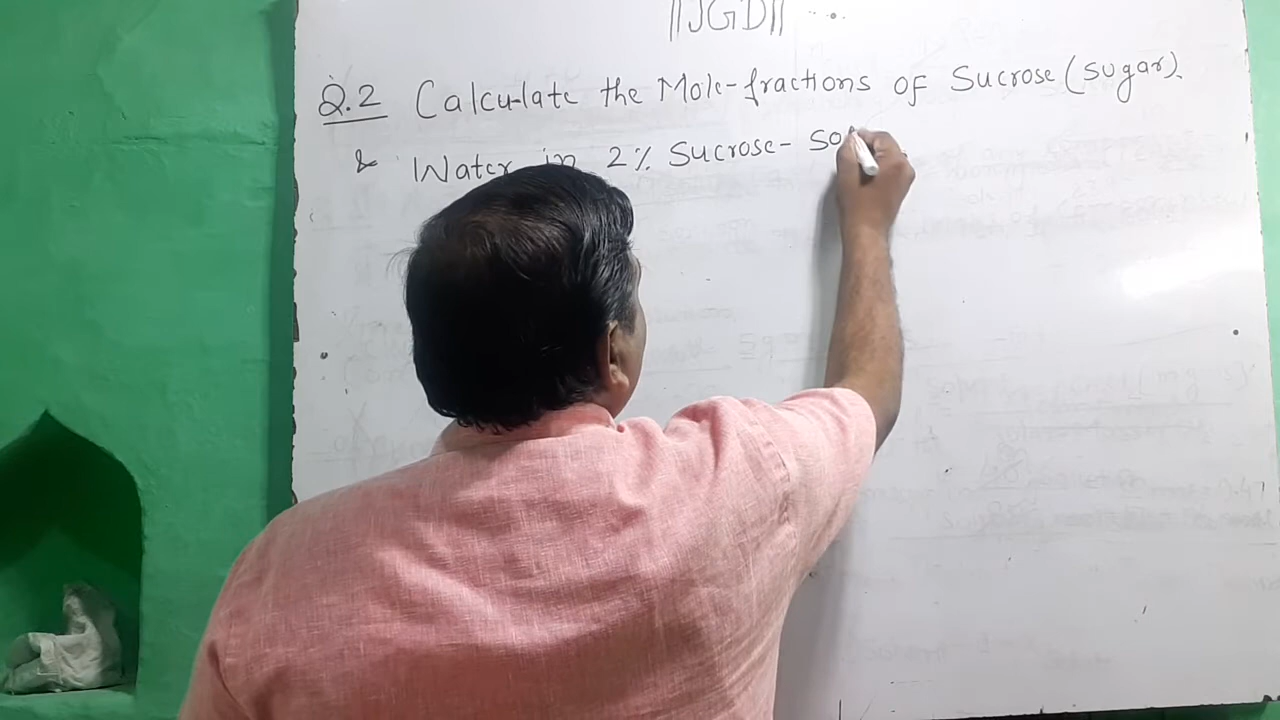 ||JGD||
Q.2 Calculate the Mole-fractions of Sucrose (sugar).
& Water in 2% Sucrose- so